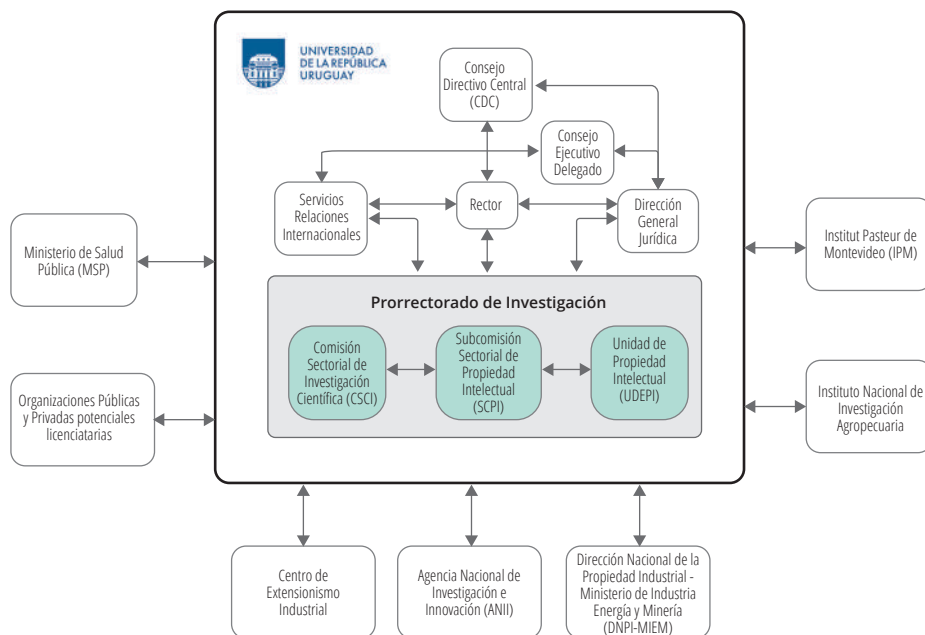 UNIVERSIDAD
DE LA REPÚBLICA
URUGUAY
Consejo
Directivo Central
(CDC)
Consejo
Ejecutivo
Delegado
Servicios
Relaciones
Internacionales
Rector
Dirección
General
Jurídica
Ministerio de Salud
Pública (MSP)
Institut Pasteur de
Montevideo (IPM)
Prorrectorado de Investigación
Comisión
Sectorial de
Investigación
Científica (CSCI)
Subcomisión
Sectorial de
Propiedad
Intelectual
(SCPI)
Unidad de
Propiedad
Intelectual
(UDEPI)
Organizaciones Públicas
y Privadas potenciales
licenciatarias
Instituto Nacional de
Investigación
Agropecuaria
Centro de
Extensionismo
Industrial
Agencia Nacional de
Investigación e
Innovación (ANII)
Dirección Nacional de la
Propiedad Industrial -
Ministerio de Industria
Energía y Minería
(DNPI-MIEM)